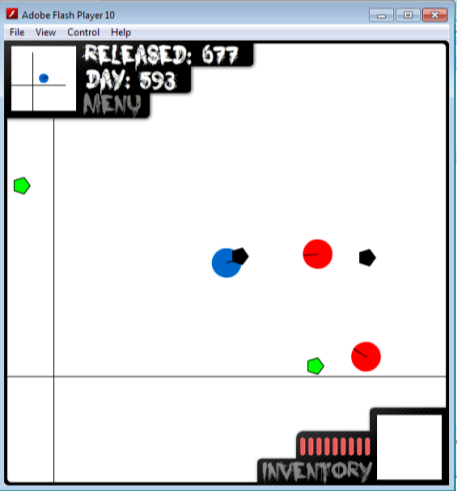 Adobe Flash Player 10
File View Control Help
RELEASED: 677
DAY: 593
MENU
INVENTORY